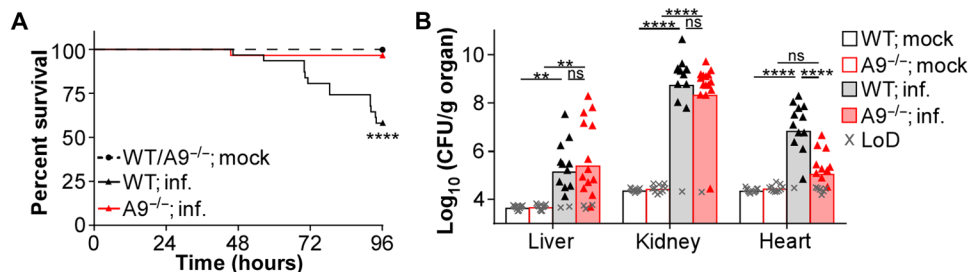 A
Percent survival
100
75
50
25
0
0 24 48 72 96
Time (hours)
****
WT/A9⁻/⁻; mock
WT; inf.
A9⁻/⁻; inf.
B
Log₁₀ (CFU/g organ)
10
8
6
4
** ns **
**** ns ****
**** ns ****
Liver Kidney Heart
WT; mock
A9⁻/⁻; mock
WT; inf.
A9⁻/⁻; inf.
LoD